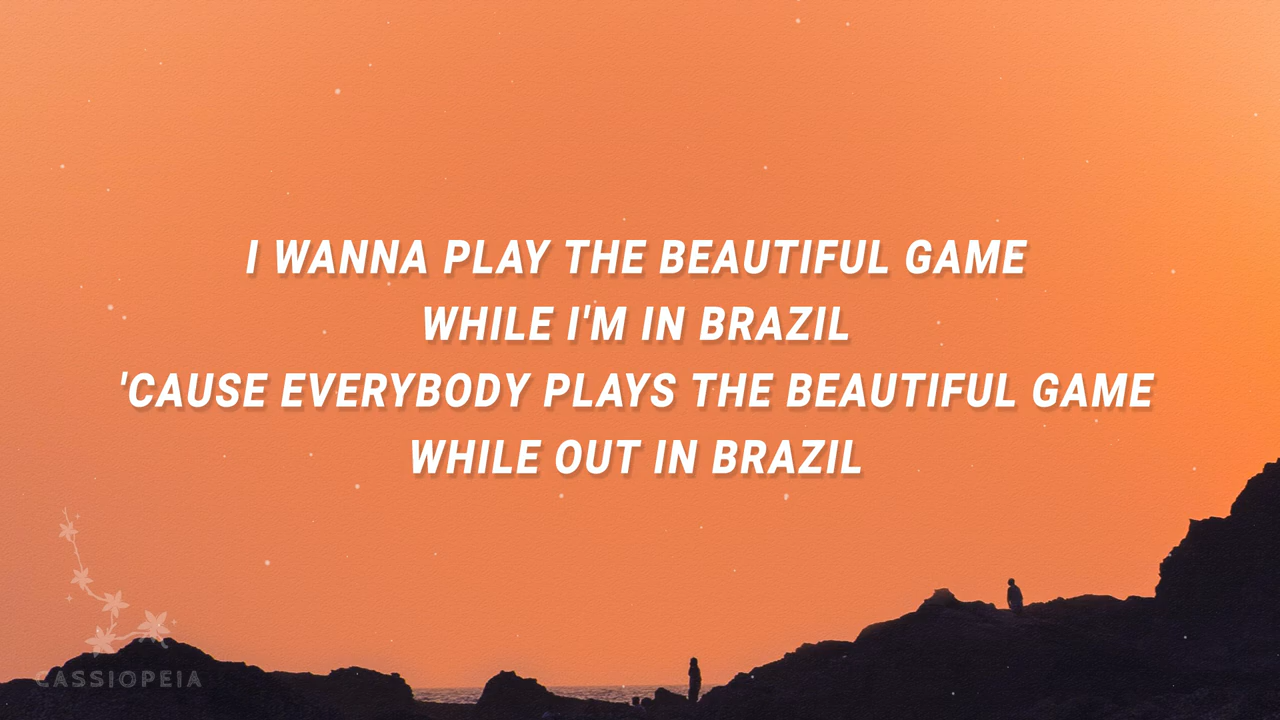 I WANNA PLAY THE BEAUTIFUL GAME
WHILE I'M IN BRAZIL
'CAUSE EVERYBODY PLAYS THE BEAUTIFUL GAME
WHILE OUT IN BRAZIL
CASSIOPEIA